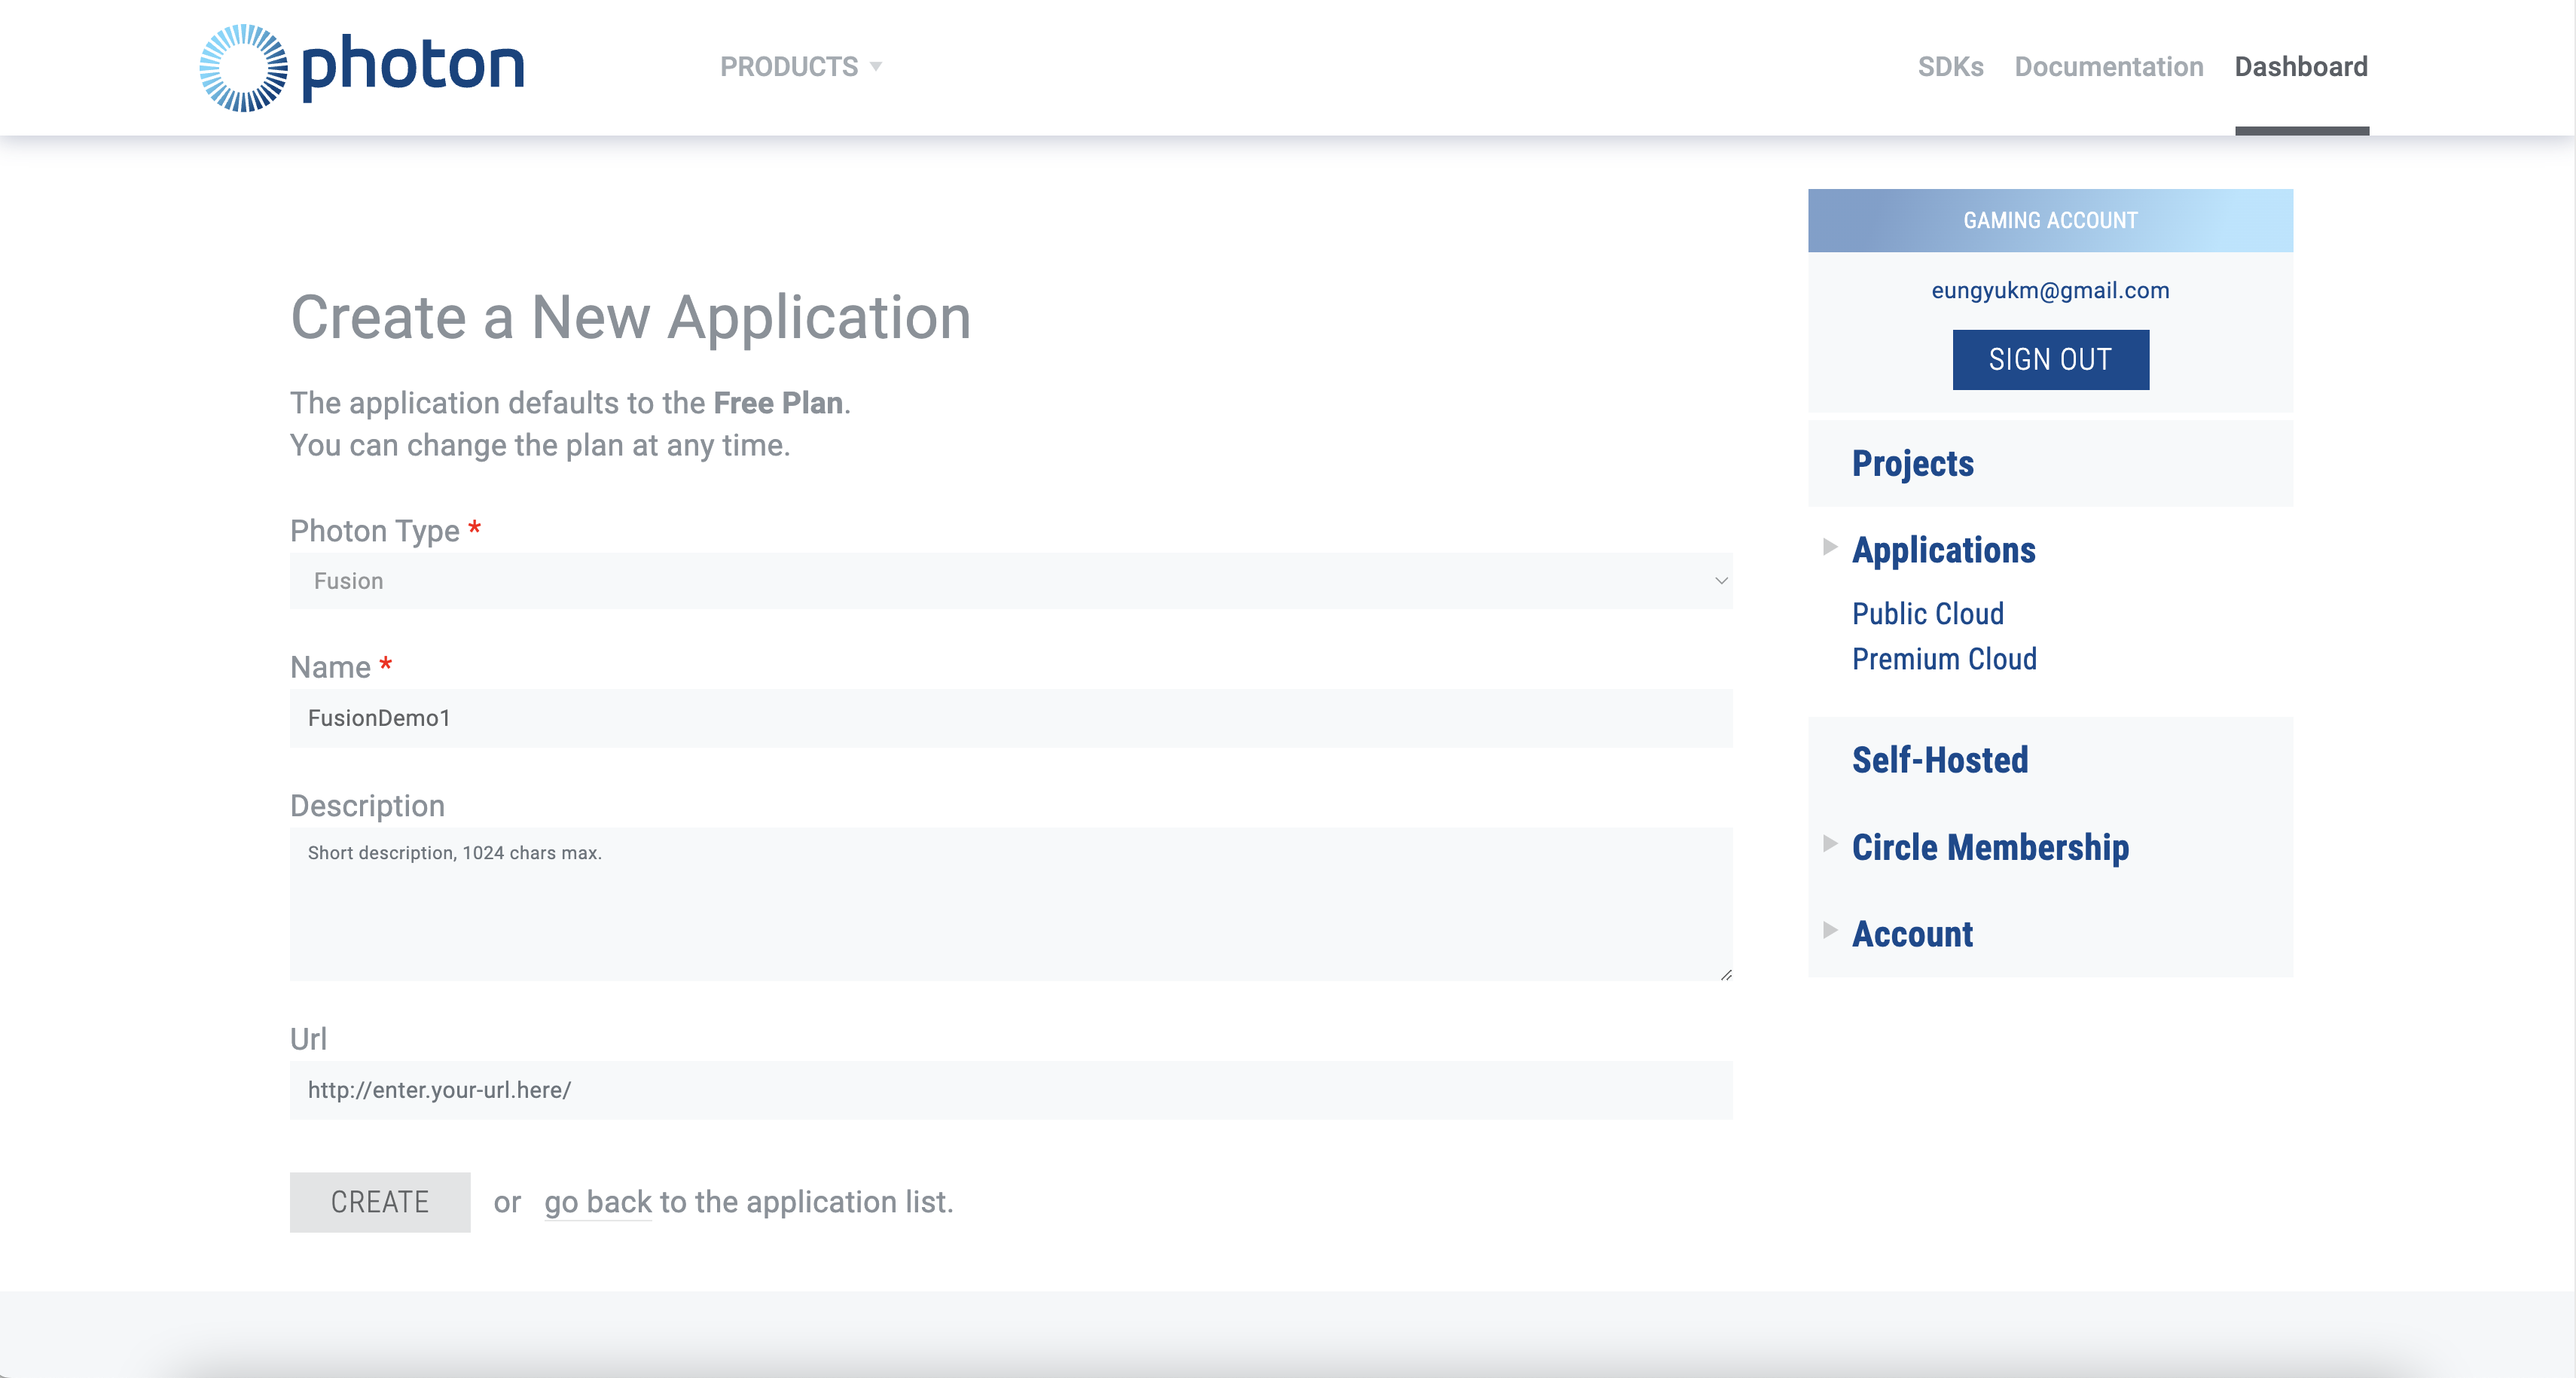 photon
PRODUCTS
SDKs Documentation Dashboard
Create a New Application
The application defaults to the Free Plan.
You can change the plan at any time.
Photon Type *
Fusion
Name *
FusionDemo1
Description
Short description, 1024 chars max.
Url
http://enter.your-url.here/
CREATE or go back to the application list.
GAMING ACCOUNT
eungyukm@gmail.com
SIGN OUT
Projects
Applications
Public Cloud
Premium Cloud
Self-Hosted
Circle Membership
Account